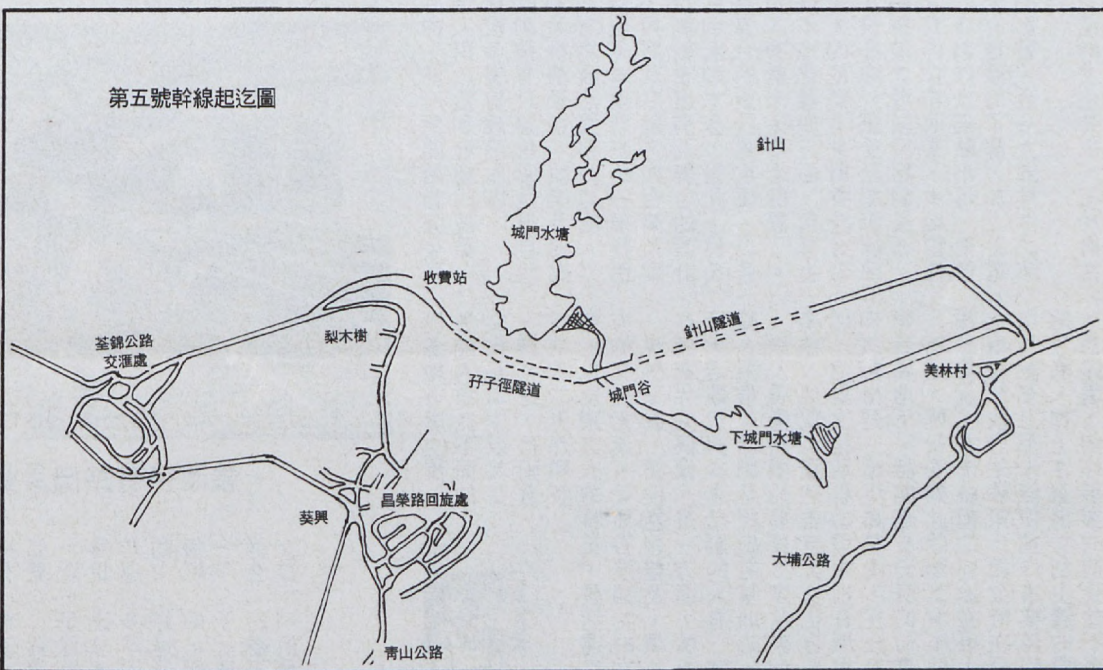 第五號幹線起迄圖
針山
城門水塘
收費站
針山隧道
梨木樹
荃錦公路
交滙處
美林村
孖子徑隧道
城門谷
下城門水塘
昌榮路回旋處
葵興
大埔公路
青山公路